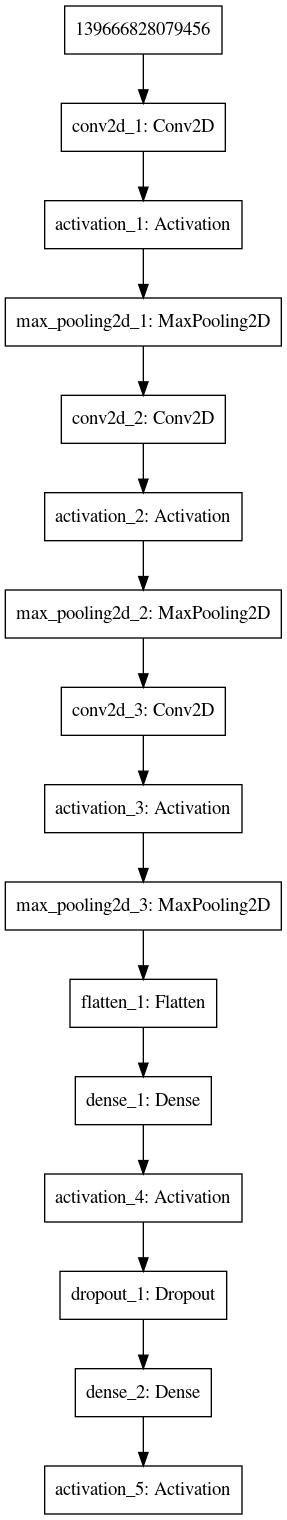 139666828079456
conv2d_1: Conv2D
activation_1: Activation
max_pooling2d_1: MaxPooling2D
conv2d_2: Conv2D
activation_2: Activation
max_pooling2d_2: MaxPooling2D
conv2d_3: Conv2D
activation_3: Activation
max_pooling2d_3: MaxPooling2D
flatten_1: Flatten
dense_1: Dense
activation_4: Activation
dropout_1: Dropout
dense_2: Dense
activation_5: Activation